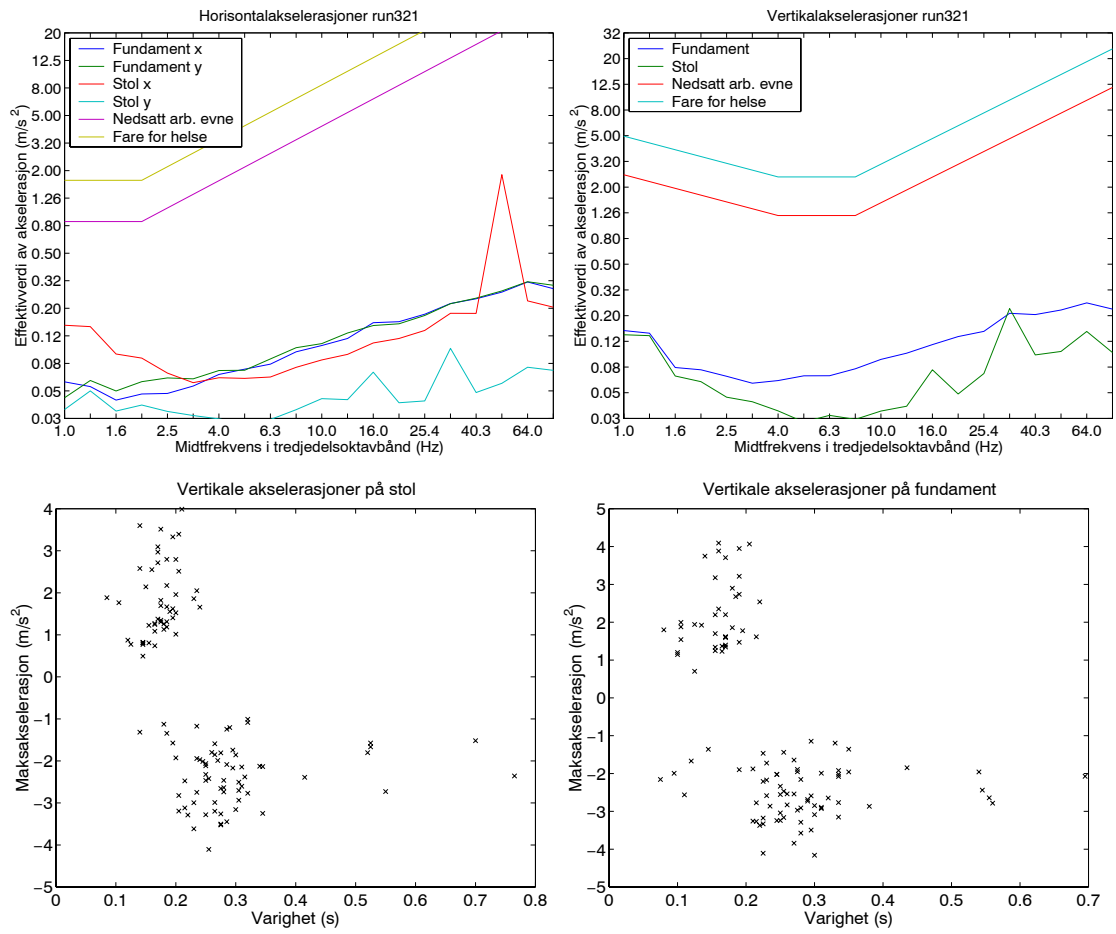 Horisontalakselerasjoner run321
Effektivverdi av akselerasjon (m/s²)
20
12.5
8.00
5.00
3.20
2.00
1.26
0.80
0.50
0.32
0.20
0.12
0.08
0.05
0.03
Fundament x
Fundament y
Stol x
Stol y
Nedsatt arb. evne
Fare for helse
1.0 1.6 2.5 4.0 6.3 10.0 16.0 25.4 40.3 64.0
Midtfrekvens i tredjedelsoktavbånd (Hz)
Vertikalakselerasjoner run321
Effektivverdi av akselerasjon (m/s²)
32
20
12.5
8.00
5.00
3.20
2.00
1.26
0.80
0.50
0.32
0.20
0.12
0.08
0.05
0.03
Fundament
Stol
Nedsatt arb. evne
Fare for helse
1.0 1.6 2.5 4.0 6.3 10.0 16.0 25.4 40.3 64.0
Midtfrekvens i tredjedelsoktavbånd (Hz)
Vertikale akselerasjoner på stol
Maksakselerasjon (m/s²)
4
3
2
1
0
−1
−2
−3
−4
−5
0 0.1 0.2 0.3 0.4 0.5 0.6 0.7 0.8
Varighet (s)
Vertikale akselerasjoner på fundament
Maksakselerasjon (m/s²)
5
4
3
2
1
0
−1
−2
−3
−4
−5
0 0.1 0.2 0.3 0.4 0.5 0.6 0.7
Varighet (s)